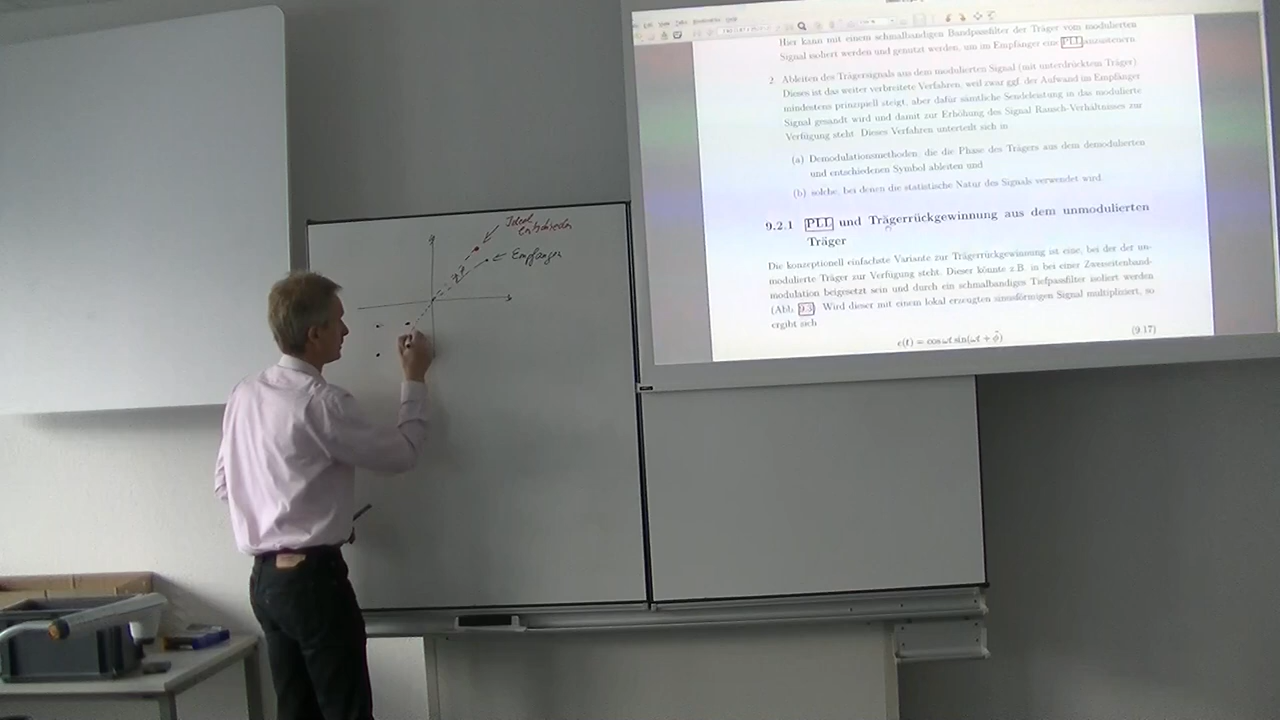 Hier kann mit einem schmalbandigen Bandpassfilter der Träger vom modulierten
Signal isoliert werden und genutzt werden, um im Empfänger eine PLL anzusteuern
2. Ableiten des Trägersignals aus dem modulierten Signal (mit unterdrücktem Träger)
Dieses ist das weiter verbreitete Verfahren, weil zwar ggf. der Aufwand im Empfänger
mindestens prinzipiell steigt, aber dafür sämtliche Sendeleistung in das modulierte
Signal gesandt wird und damit zur Erhöhung des Signal Rausch-Verhältnisses zur
Verfügung steht. Dieses Verfahren unterteilt sich in
(a) Demodulationsmethoden, die die Phase des Trägers aus dem demodulierten
und entschiedenen Symbol ableiten und
(b) solche, bei denen die statistische Natur des Signals verwendet wird
9.2.1 PLL und Trägerrückgewinnung aus dem unmodulierten
Träger
Die konzeptionell einfachste Variante zur Trägerrückgewinnung ist eine, bei der der un-
modulierte Träger zur Verfügung steht. Dieser könnte z.B. in bei einer Zweiseitenband-
modulation beigesetzt sein und durch ein schmalbandiges Tiefpassfilter isoliert werden
(Abb. 9.3). Wird dieser mit einem lokal erzeugten sinusförmigen Signal multipliziert, so
ergibt sich
e(t) = cos ωt sin(ωt + φ̂) (9.17)
Ideal
entschieden
Empfangen